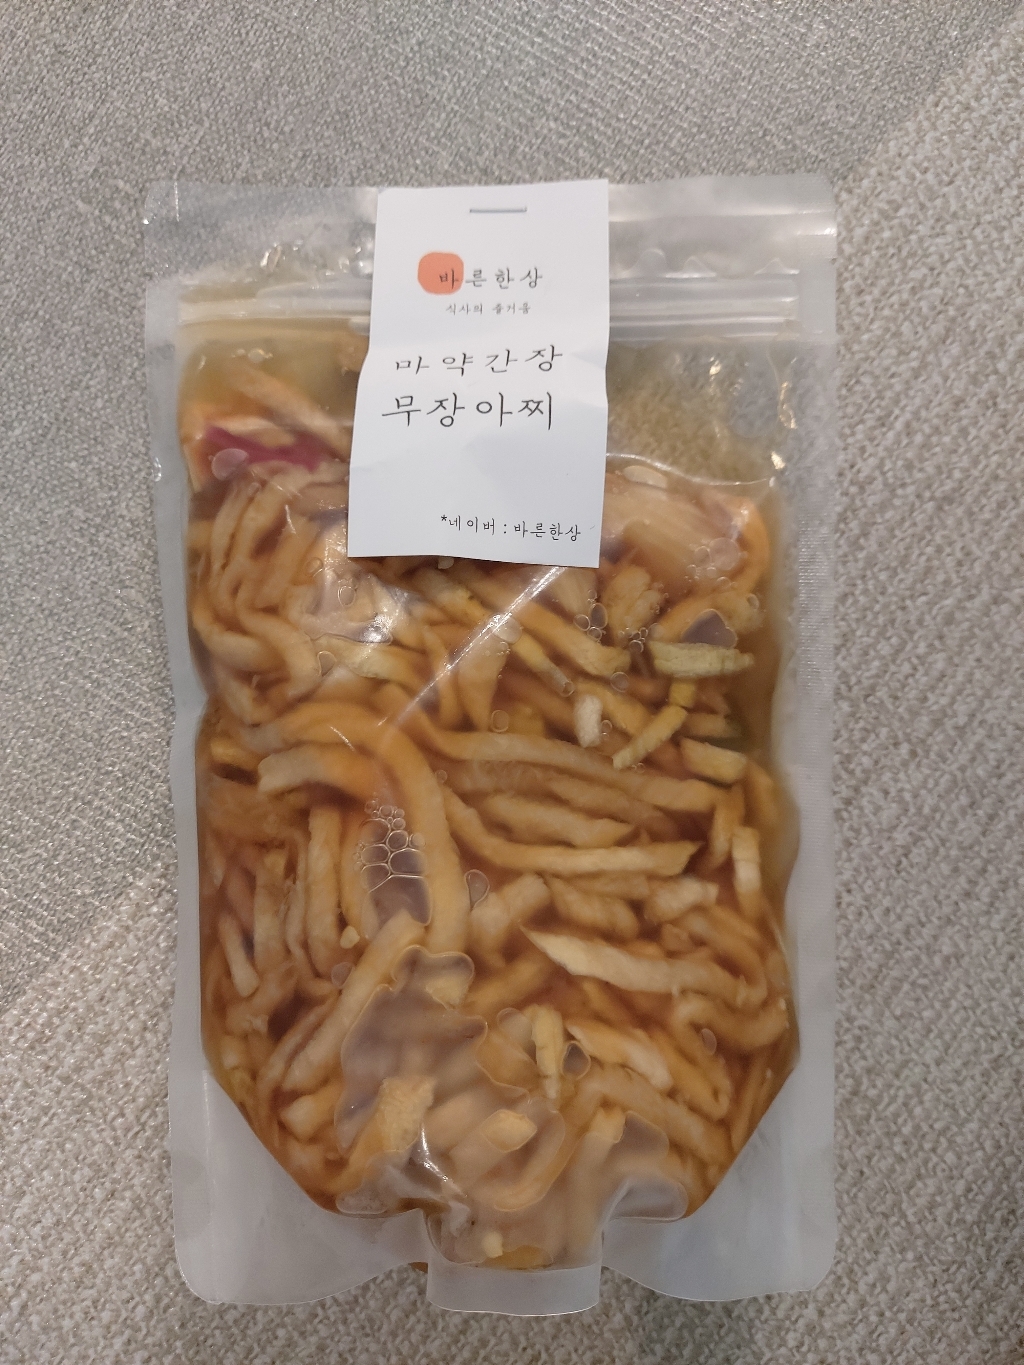 바른한상
식사의 즐거움
마약간장
무장아찌
*네이버 : 바른한상